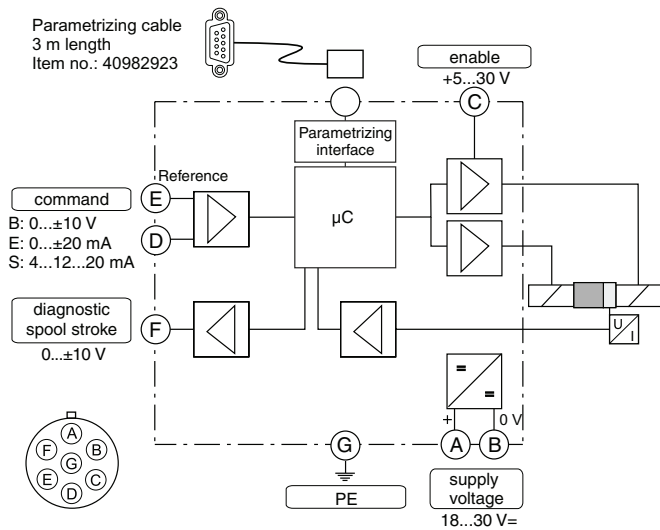 Parametrizing cable
3 m length
Item no.: 40982923
enable
+5...30 V
C
Parametrizing
interface
Reference
E
command
B: 0...±10 V
E: 0...±20 mA
S: 4...12...20 mA
D
µC
diagnostic
spool stroke
F
0...±10 V
U
I
=
=
+
0 V
A
B
G
PE
supply
voltage
18...30 V=
A
F
B
G
E
C
D